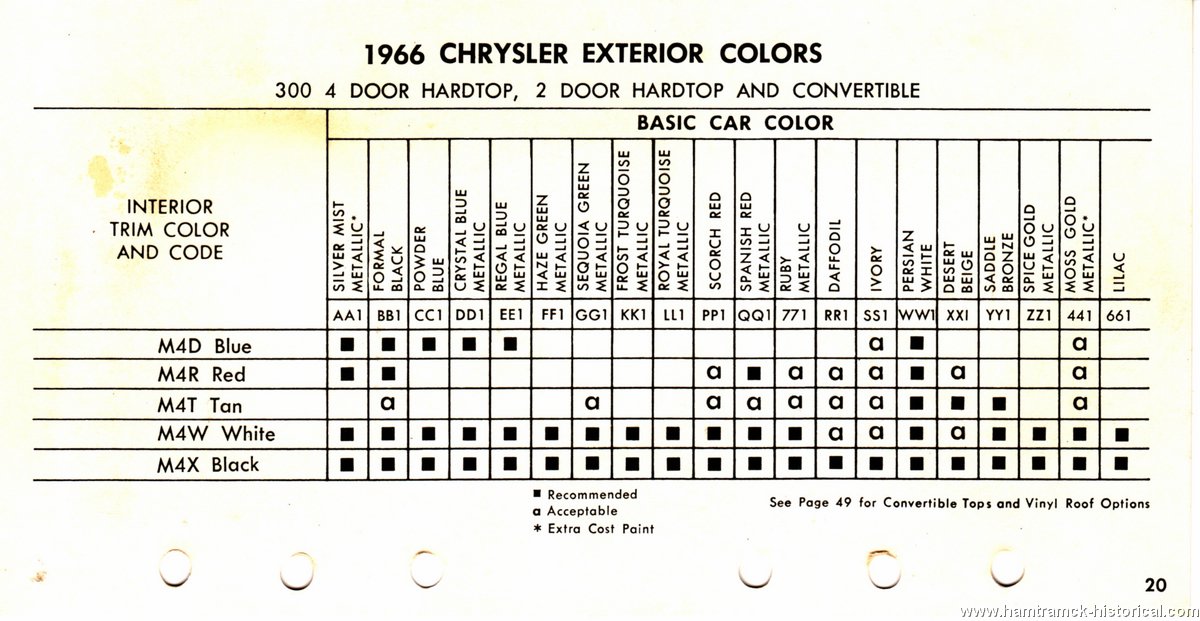 1966 CHRYSLER EXTERIOR COLORS
300 4 DOOR HARDTOP, 2 DOOR HARDTOP AND CONVERTIBLE
BASIC CAR COLOR
INTERIOR
TRIM COLOR
AND CODE
SILVER MIST
METALLIC*
FORMAL
BLACK
POWDER
BLUE
CRYSTAL BLUE
METALLIC
REGAL BLUE
METALLIC
HAZE GREEN
METALLIC
SEQUOIA GREEN
METALLIC
FROST TURQUOISE
METALLIC
ROYAL TURQUOISE
METALLIC
SCORCH RED
SPANISH RED
METALLIC
RUBY
METALLIC
DAFFODIL
IVORY
PERSIAN
WHITE
DESERT
BEIGE
SADDLE
BRONZE
SPICE GOLD
METALLIC
MOSS GOLD
METALLIC*
LILAC
AA1 BB1 CC1 DD1 EE1 FF1 GG1 KK1 LL1 PP1 QQ1 771 RR1 SS1 WW1 XXI YY1 ZZ1 441 661
M4D Blue ■ ■ ■ ■ ■ a ■ a
M4R Red ■ ■ a ■ a a a ■ a a
M4T Tan a a a a a a a ■ ■ ■ a
M4W White ■ ■ ■ ■ ■ ■ ■ ■ ■ ■ ■ ■ a a ■ a ■ ■ ■ ■
M4X Black ■ ■ ■ ■ ■ ■ ■ ■ ■ ■ ■ ■ ■ ■ ■ ■ ■ ■ ■ ■
■ Recommended
a Acceptable
* Extra Cost Paint
See Page 49 for Convertible Tops and Vinyl Roof Options
20
www.hamtramck-historical.com